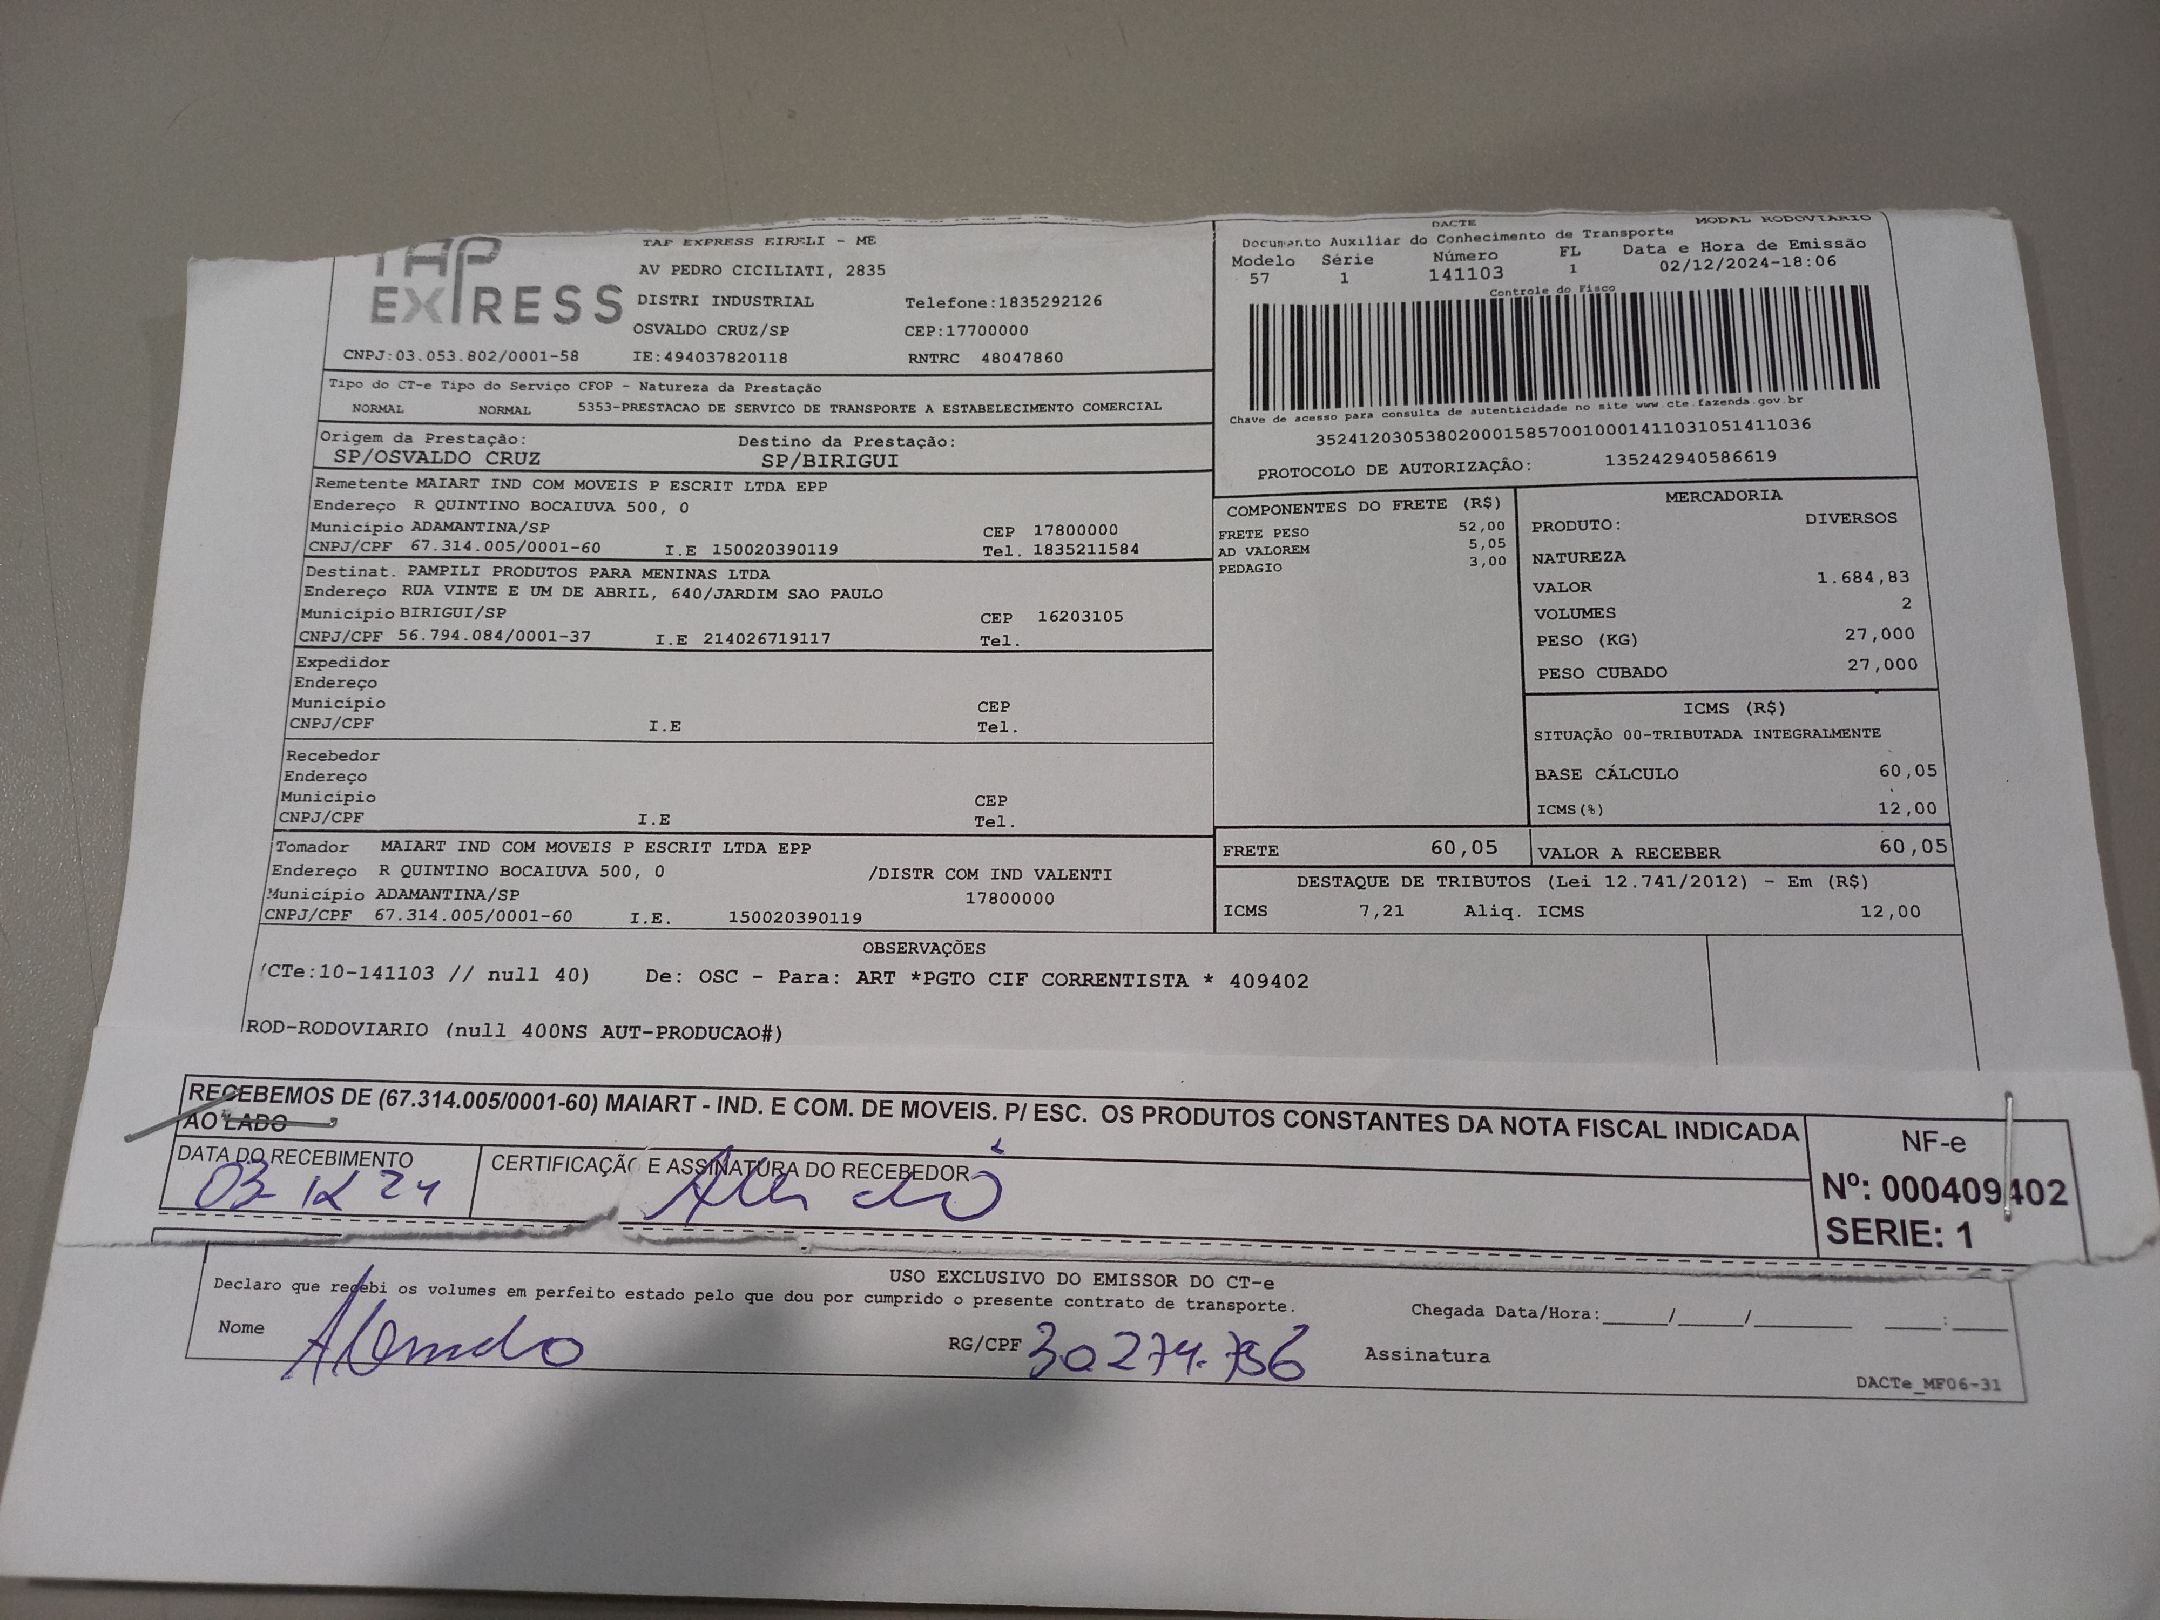 TAP EXPRESS
TAF EXPRESS EIRELI - ME
AV PEDRO CICILIATI, 2835
DISTRI INDUSTRIAL Telefone:1835292126
OSVALDO CRUZ/SP CEP:17700000
CNPJ:03.053.802/0001-58 IE:494037820118 RNTRC 48047860
Tipo do CT-e Tipo do Serviço CFOP - Natureza da Prestação
NORMAL NORMAL 5353-PRESTACAO DE SERVICO DE TRANSPORTE A ESTABELECIMENTO COMERCIAL
Origem da Prestação: Destino da Prestação:
SP/OSVALDO CRUZ SP/BIRIGUI
Remetente MAIART IND COM MOVEIS P ESCRIT LTDA EPP
Endereço R QUINTINO BOCAIUVA 500, 0
Município ADAMANTINA/SP CEP 17800000
CNPJ/CPF 67.314.005/0001-60 I.E 150020390119 Tel. 1835211584
Destinat. PAMPILI PRODUTOS PARA MENINAS LTDA
Endereço RUA VINTE E UM DE ABRIL, 640/JARDIM SAO PAULO
Município BIRIGUI/SP CEP 16203105
CNPJ/CPF 56.794.084/0001-37 I.E 214026719117 Tel.
Expedidor
Endereço
Município CEP
CNPJ/CPF I.E Tel.
Recebedor
Endereço
Município CEP
CNPJ/CPF I.E Tel.
Tomador MAIART IND COM MOVEIS P ESCRIT LTDA EPP
Endereço R QUINTINO BOCAIUVA 500, 0 /DISTR COM IND VALENTI
Município ADAMANTINA/SP 17800000
CNPJ/CPF 67.314.005/0001-60 I.E. 150020390119
DACTE MODAL RODOVIARIO
Documento Auxiliar do Conhecimento de Transporte
Modelo Série Número FL Data e Hora de Emissão
57 1 141103 1 02/12/2024-18:06
Controle do Fisco
Chave de acesso para consulta de autenticidade no site www.cte.fazenda.gov.br
35241203053802000158570010001411031051411036
PROTOCOLO DE AUTORIZAÇÃO: 135242940586619
COMPONENTES DO FRETE (R$)
FRETE PESO 52,00
AD VALOREM 5,05
PEDAGIO 3,00
MERCADORIA
PRODUTO: DIVERSOS
NATUREZA
VALOR 1.684,83
VOLUMES 2
PESO (KG) 27,000
PESO CUBADO 27,000
ICMS (R$)
SITUAÇÃO 00-TRIBUTADA INTEGRALMENTE
BASE CÁLCULO 60,05
ICMS(%) 12,00
FRETE 60,05 VALOR A RECEBER 60,05
DESTAQUE DE TRIBUTOS (Lei 12.741/2012) - Em (R$)
ICMS 7,21 Aliq. ICMS 12,00
OBSERVAÇÕES
(CTe:10-141103 // null 40) De: OSC - Para: ART *PGTO CIF CORRENTISTA * 409402
ROD-RODOVIARIO (null 400NS AUT-PRODUCAO#)
RECEBEMOS DE (67.314.005/0001-60) MAIART - IND. E COM. DE MOVEIS. P/ ESC. OS PRODUTOS CONSTANTES DA NOTA FISCAL INDICADA
AO LADO
DATA DO RECEBIMENTO CERTIFICAÇÃO E ASSINATURA DO RECEBEDOR
03 12 24
NF-e
Nº: 000409402
SERIE: 1
USO EXCLUSIVO DO EMISSOR DO CT-e
Declaro que recebi os volumes em perfeito estado pelo que dou por cumprido o presente contrato de transporte. Chegada Data/Hora:_____/_____/________ ____:____
Nome RG/CPF 30274.756 Assinatura
DACTe_MF06-31